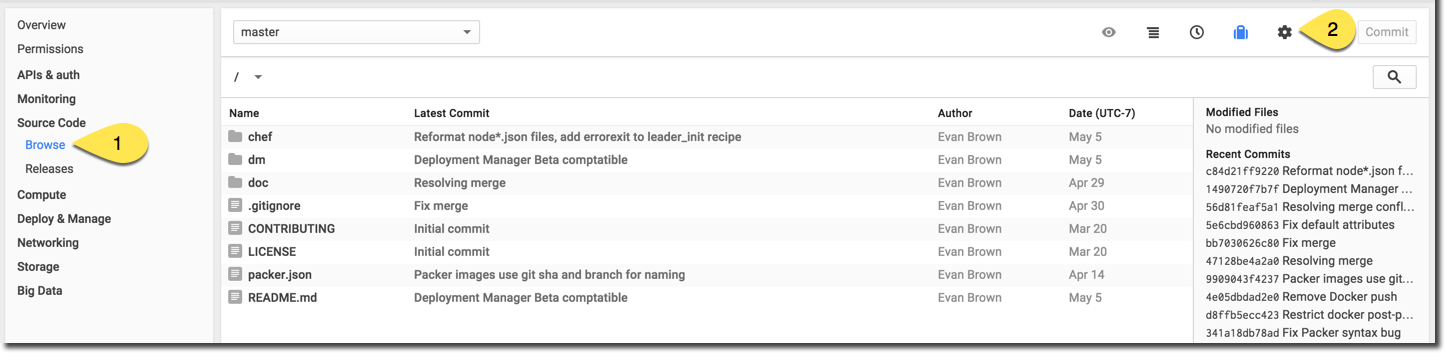 Overview
Permissions
APIs & auth
Monitoring
Source Code
Browse
1
Releases
Compute
Deploy & Manage
Networking
Storage
Big Data
master
2
Commit
/
Name Latest Commit Author Date (UTC-7)
chef Reformat node*.json files, add errorexit to leader_init recipe Evan Brown May 5
dm Deployment Manager Beta comptatible Evan Brown May 5
doc Resolving merge Evan Brown Apr 29
.gitignore Fix merge Evan Brown Apr 30
CONTRIBUTING Initial commit Evan Brown Mar 20
LICENSE Initial commit Evan Brown Mar 20
packer.json Packer images use git sha and branch for naming Evan Brown Apr 14
README.md Deployment Manager Beta comptatible Evan Brown May 5
Modified Files
No modified files
Recent Commits
c84d21ff9220 Reformat node*.json f...
1490720f7b7f Deployment Manager ...
56d81feaf5a1 Resolving merge confl...
5e6cbd960863 Fix default attributes
bb7030626c80 Fix merge
47128be4a2a0 Resolving merge
9909043f4237 Packer images use git...
4e05dbdad2e0 Remove Docker push
d8ffb5ecc423 Restrict docker post-p...
341a18db78ad Fix Packer syntax bug